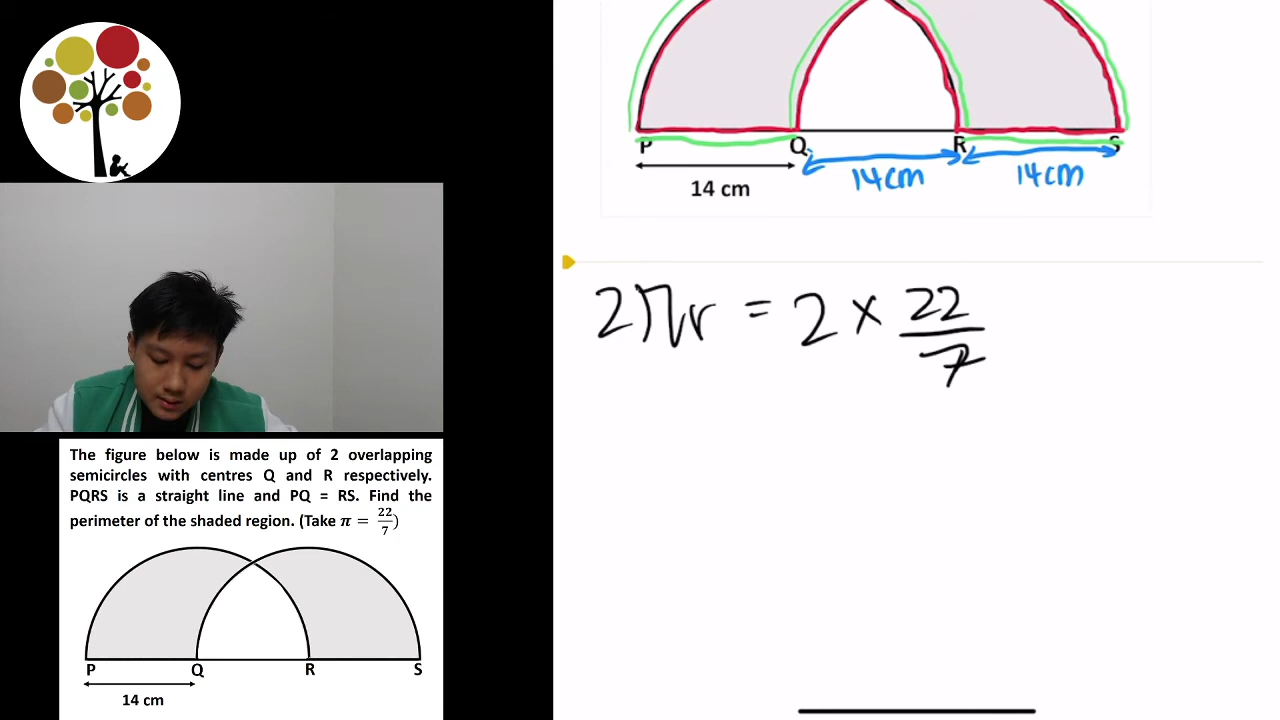 P Q R S
14 cm 14cm 14cm
2πr = 2 × 22/7
The figure below is made up of 2 overlapping
semicircles with centres Q and R respectively.
PQRS is a straight line and PQ = RS. Find the
perimeter of the shaded region. (Take π = 22/7)
P Q R S
14 cm